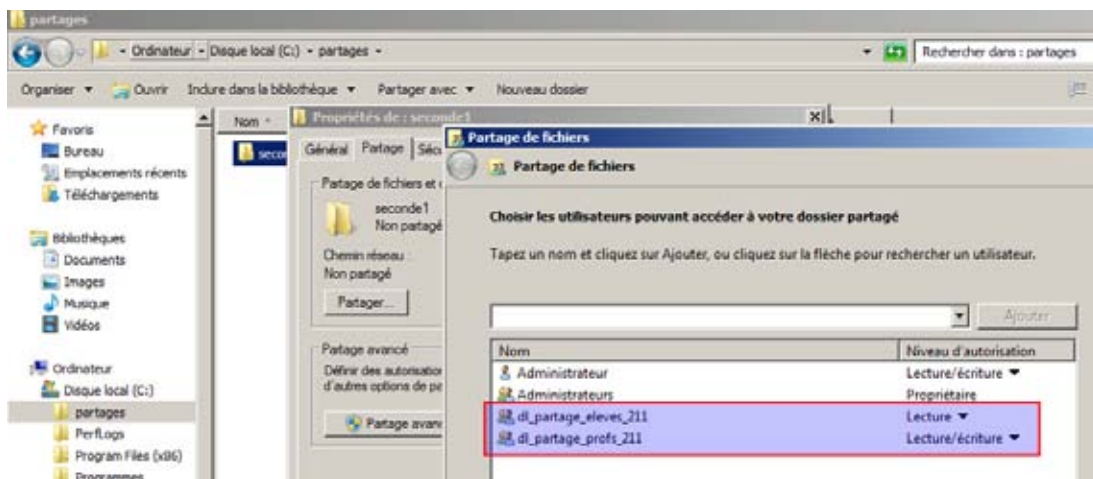 partages
Ordinateur Disque local (C:) partages
Rechercher dans : partages
Organiser Ouvrir Indure dans la bibliothèque Partager avec Nouveau dossier
Favoris
Bureau
Emplacements récents
Téléchargements
Bibliothèques
Documents
Images
Musique
Vidéos
Ordinateur
Disque local (C:)
partages
PerfLogs
Program Files (x86)
Programmes
Nom
secon
Propriétés de : seconde1
Général Partage Séc
Partage de fichiers et
seconde1
Non partagé
Chemin réseau :
Non partagé
Partager...
Partage avancé
Définir des autorisation
d'autres options de pa
Partage avan
Partage de fichiers
Partage de fichiers
Choisir les utilisateurs pouvant accéder à votre dossier partagé
Tapez un nom et cliquez sur Ajouter, ou cliquez sur la flèche pour rechercher un utilisateur.
Ajouter
Nom Niveau d'autorisation
Administrateur Lecture/écriture
Administrateurs Propriétaire
dl_partage_eleves_211 Lecture
dl_partage_profs_211 Lecture/écriture